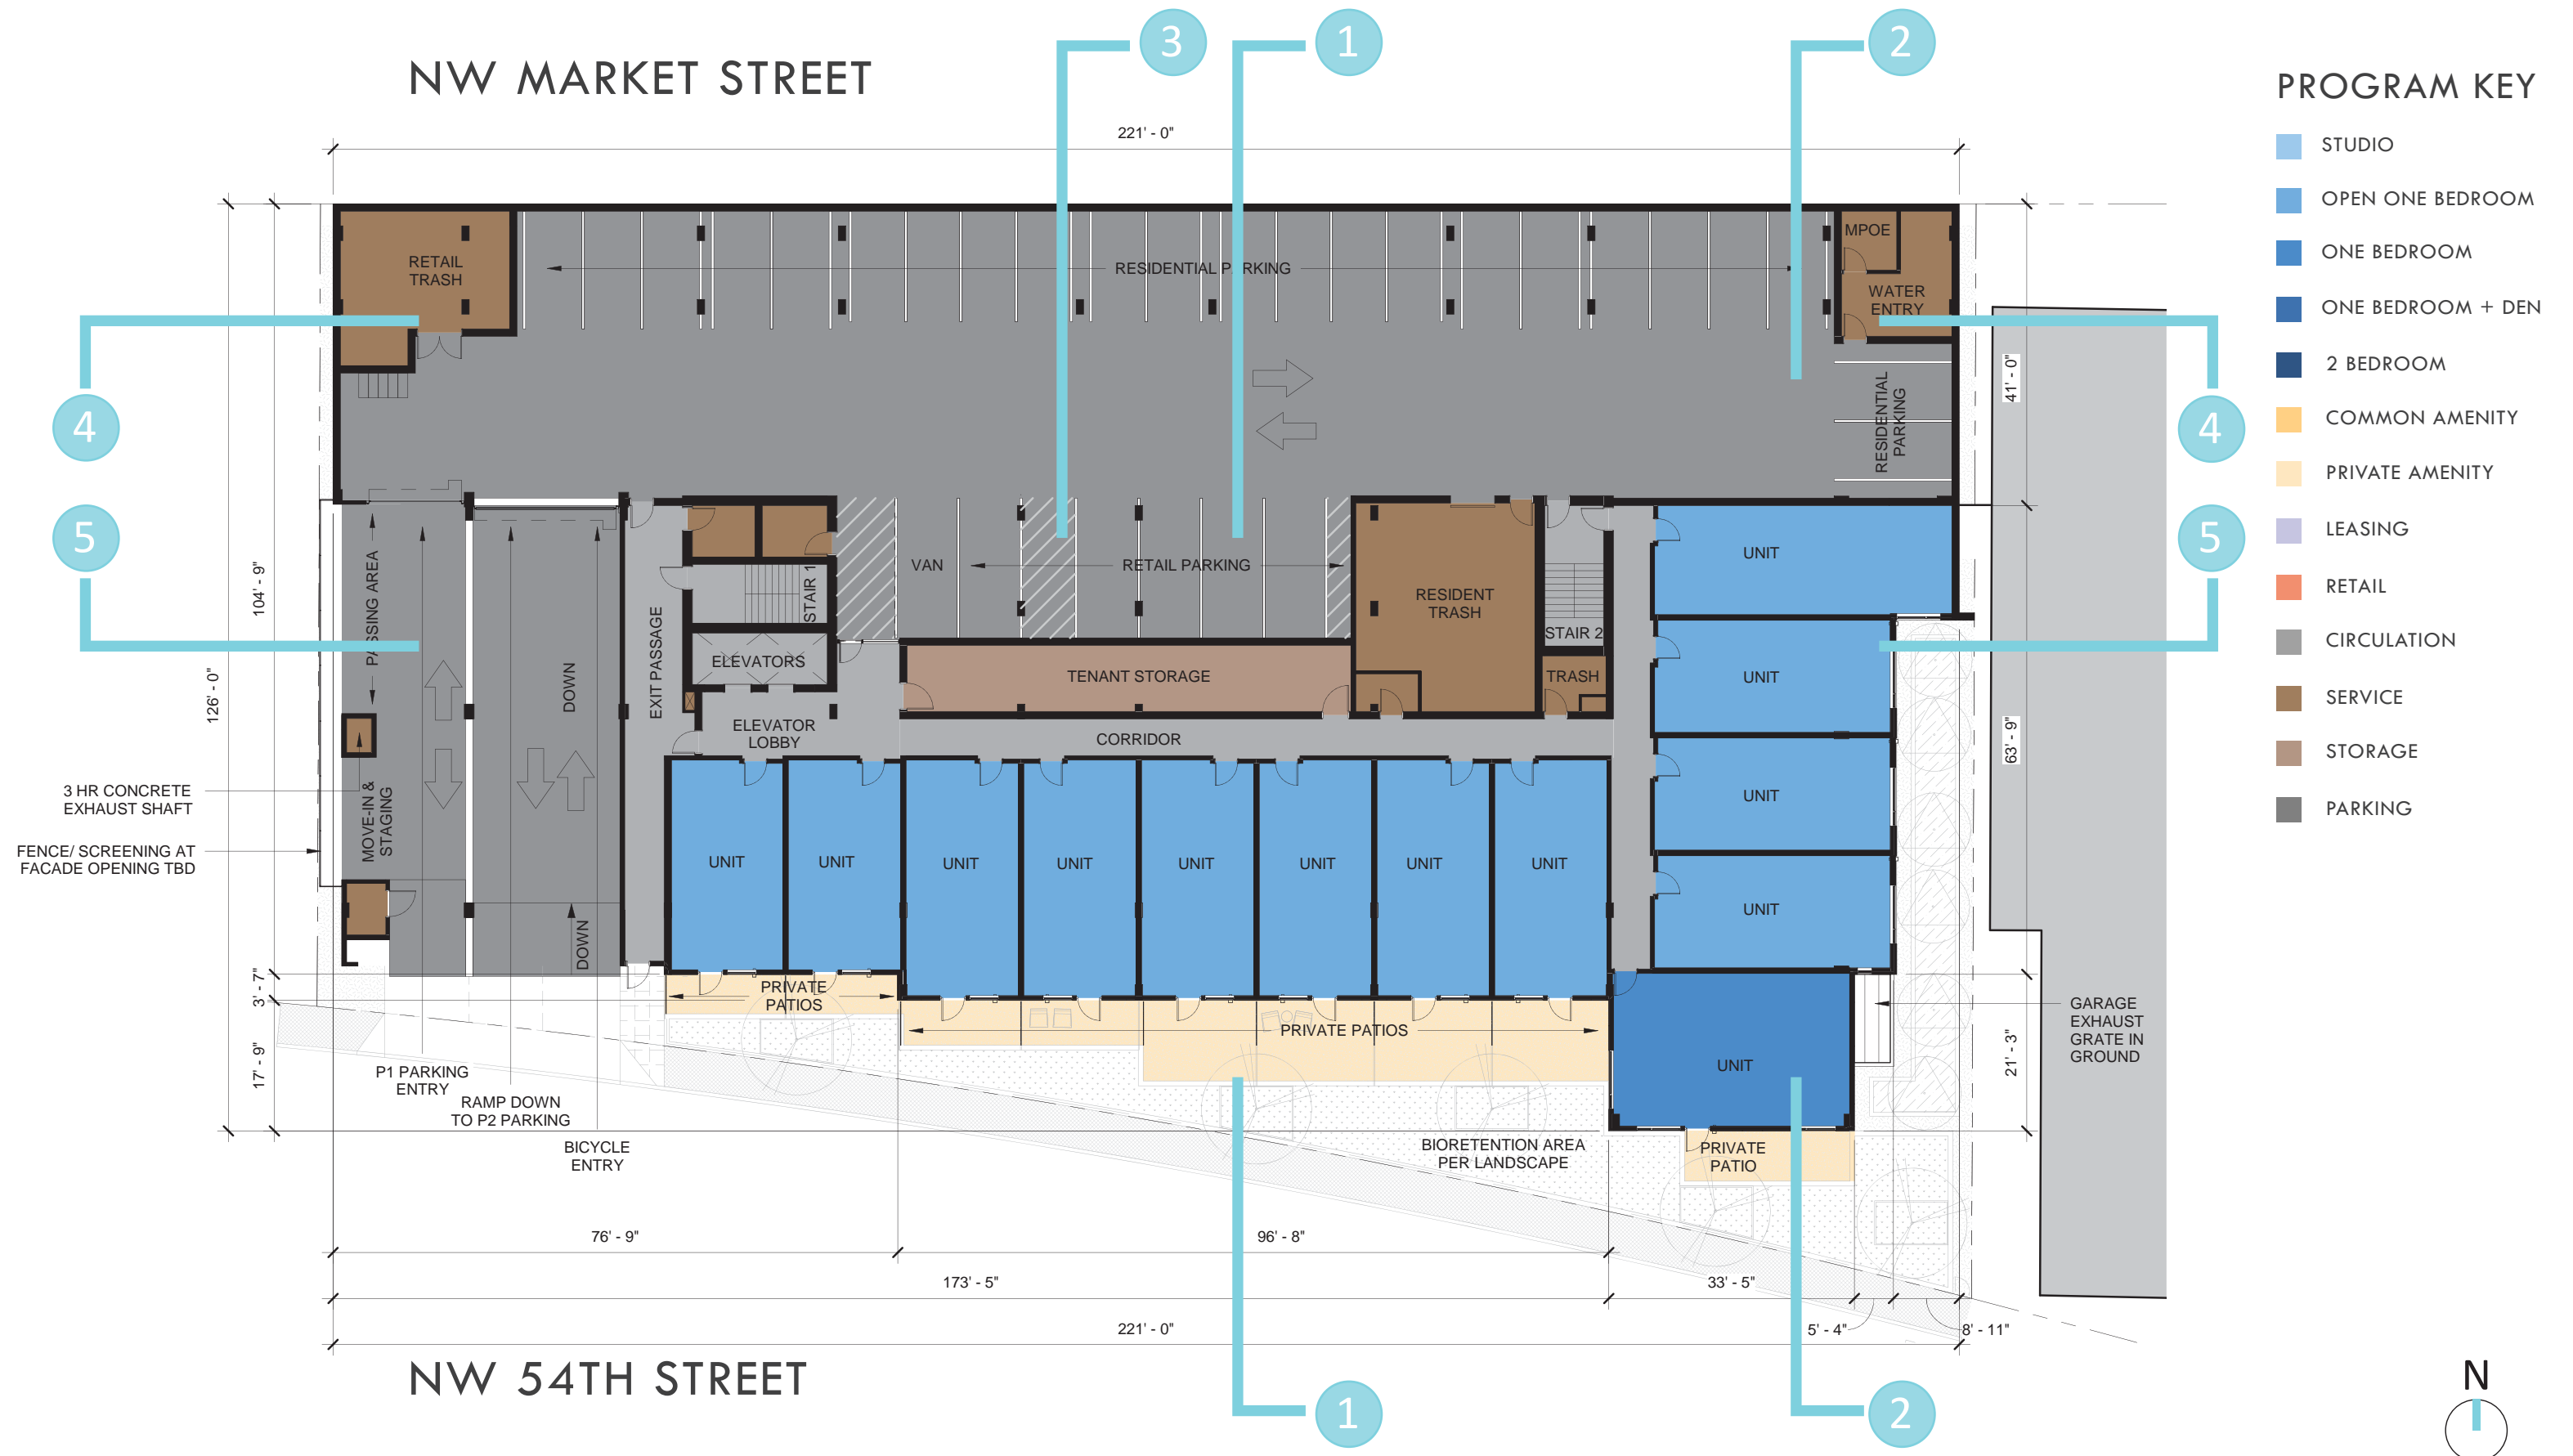 3
1
2
NW MARKET STREET
PROGRAM KEY
STUDIO
OPEN ONE BEDROOM
ONE BEDROOM
ONE BEDROOM + DEN
2 BEDROOM
COMMON AMENITY
PRIVATE AMENITY
LEASING
RETAIL
CIRCULATION
SERVICE
STORAGE
PARKING
221' - 0"
RETAIL
TRASH
RESIDENTIAL PARKING
MPOE
WATER
ENTRY
4
4
41' - 0"
RESIDENTIAL
PARKING
5
5
104' - 9"
126' - 0"
PASSING AREA
DOWN
EXIT PASSAGE
STAIR 1
VAN
RETAIL PARKING
RESIDENT
TRASH
STAIR 2
UNIT
ELEVATORS
TENANT STORAGE
TRASH
UNIT
ELEVATOR
LOBBY
CORRIDOR
63' - 9"
3 HR CONCRETE
EXHAUST SHAFT
MOVE-IN &
STAGING
UNIT
FENCE/ SCREENING AT
FACADE OPENING TBD
UNIT
UNIT
UNIT
UNIT
UNIT
UNIT
UNIT
UNIT
UNIT
DOWN
3' - 7"
PRIVATE
PATIOS
PRIVATE PATIOS
GARAGE
EXHAUST
GRATE IN
GROUND
17' - 9"
21' - 3"
UNIT
P1 PARKING
ENTRY
RAMP DOWN
TO P2 PARKING
BICYCLE
ENTRY
BIORETENTION AREA
PER LANDSCAPE
PRIVATE
PATIO
76' - 9"
96' - 8"
173' - 5"
33' - 5"
221' - 0"
5' - 4"
8' - 11"
NW 54TH STREET
1
2
N